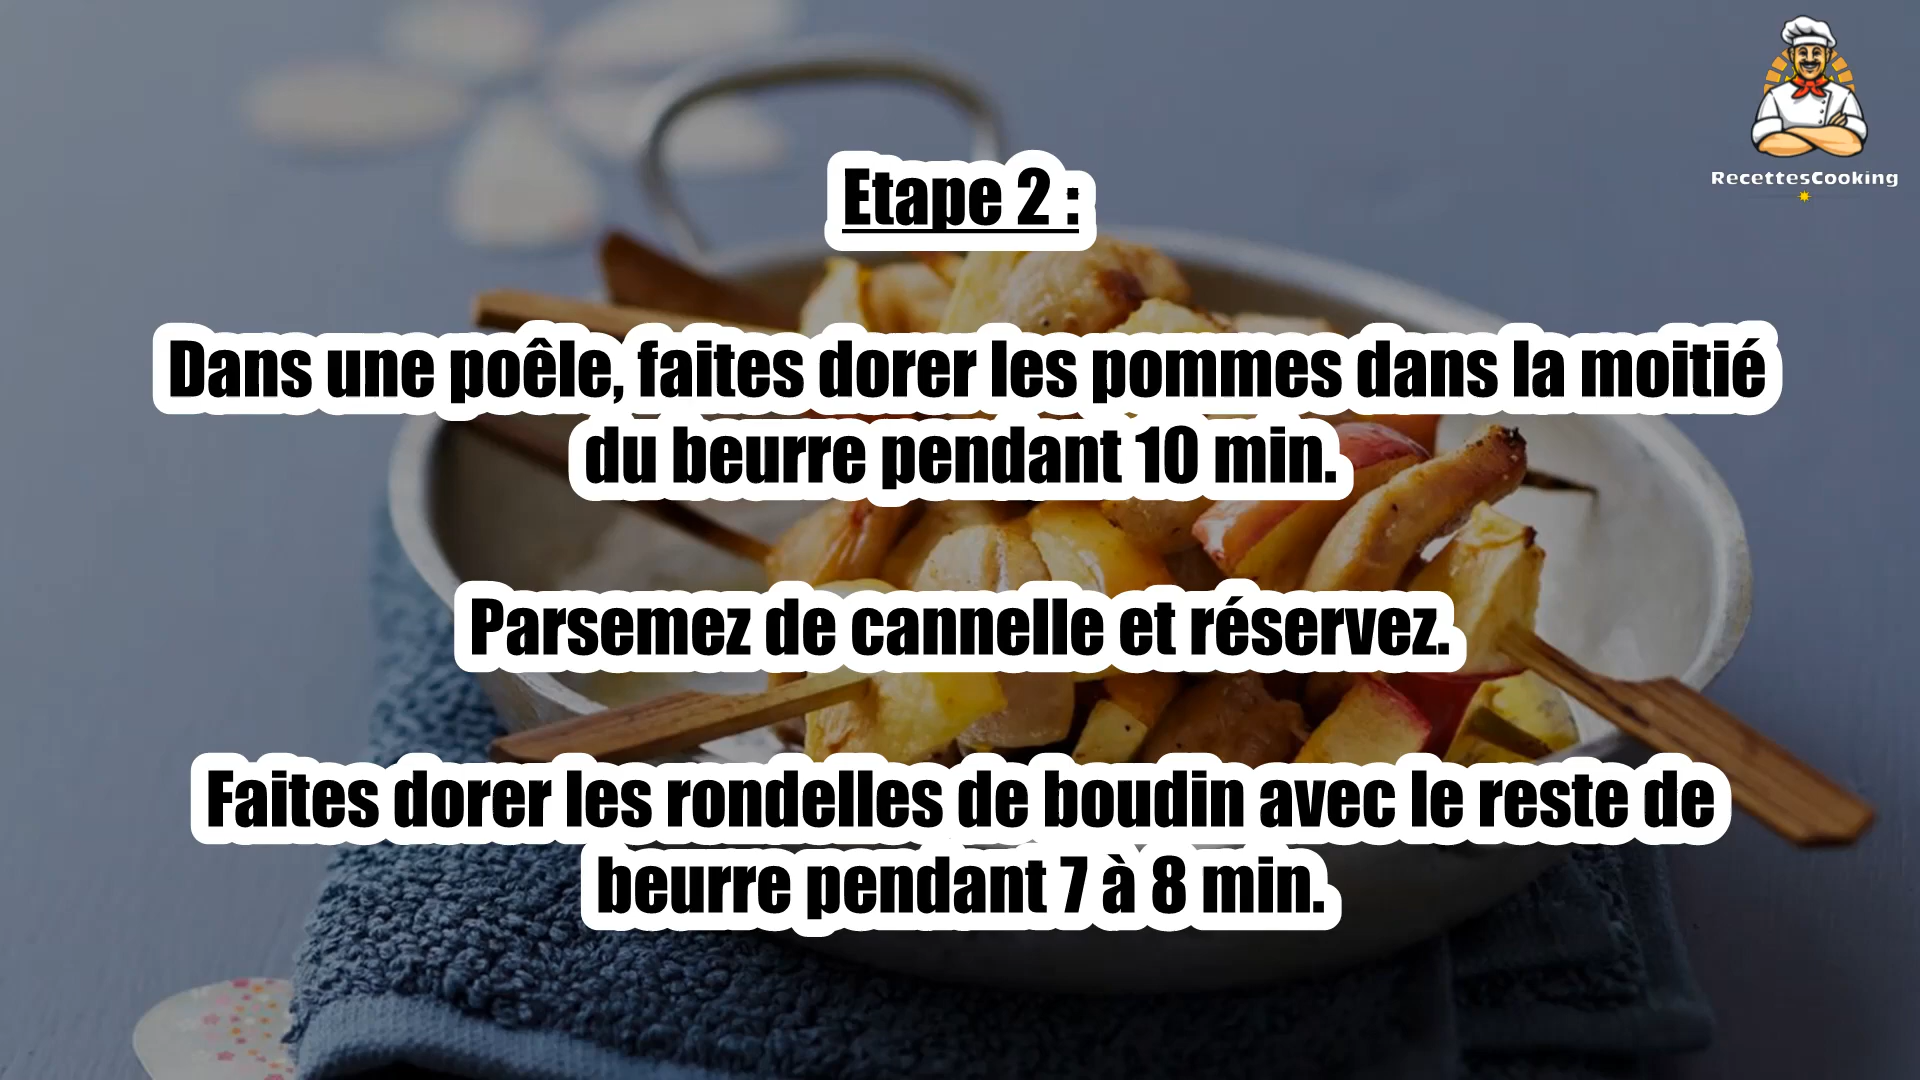 RecettesCooking
Etape 2 :
Dans une poêle, faites dorer les pommes dans la moitié
du beurre pendant 10 min.
Parsemez de cannelle et réservez.
Faites dorer les rondelles de boudin avec le reste de
beurre pendant 7 à 8 min.